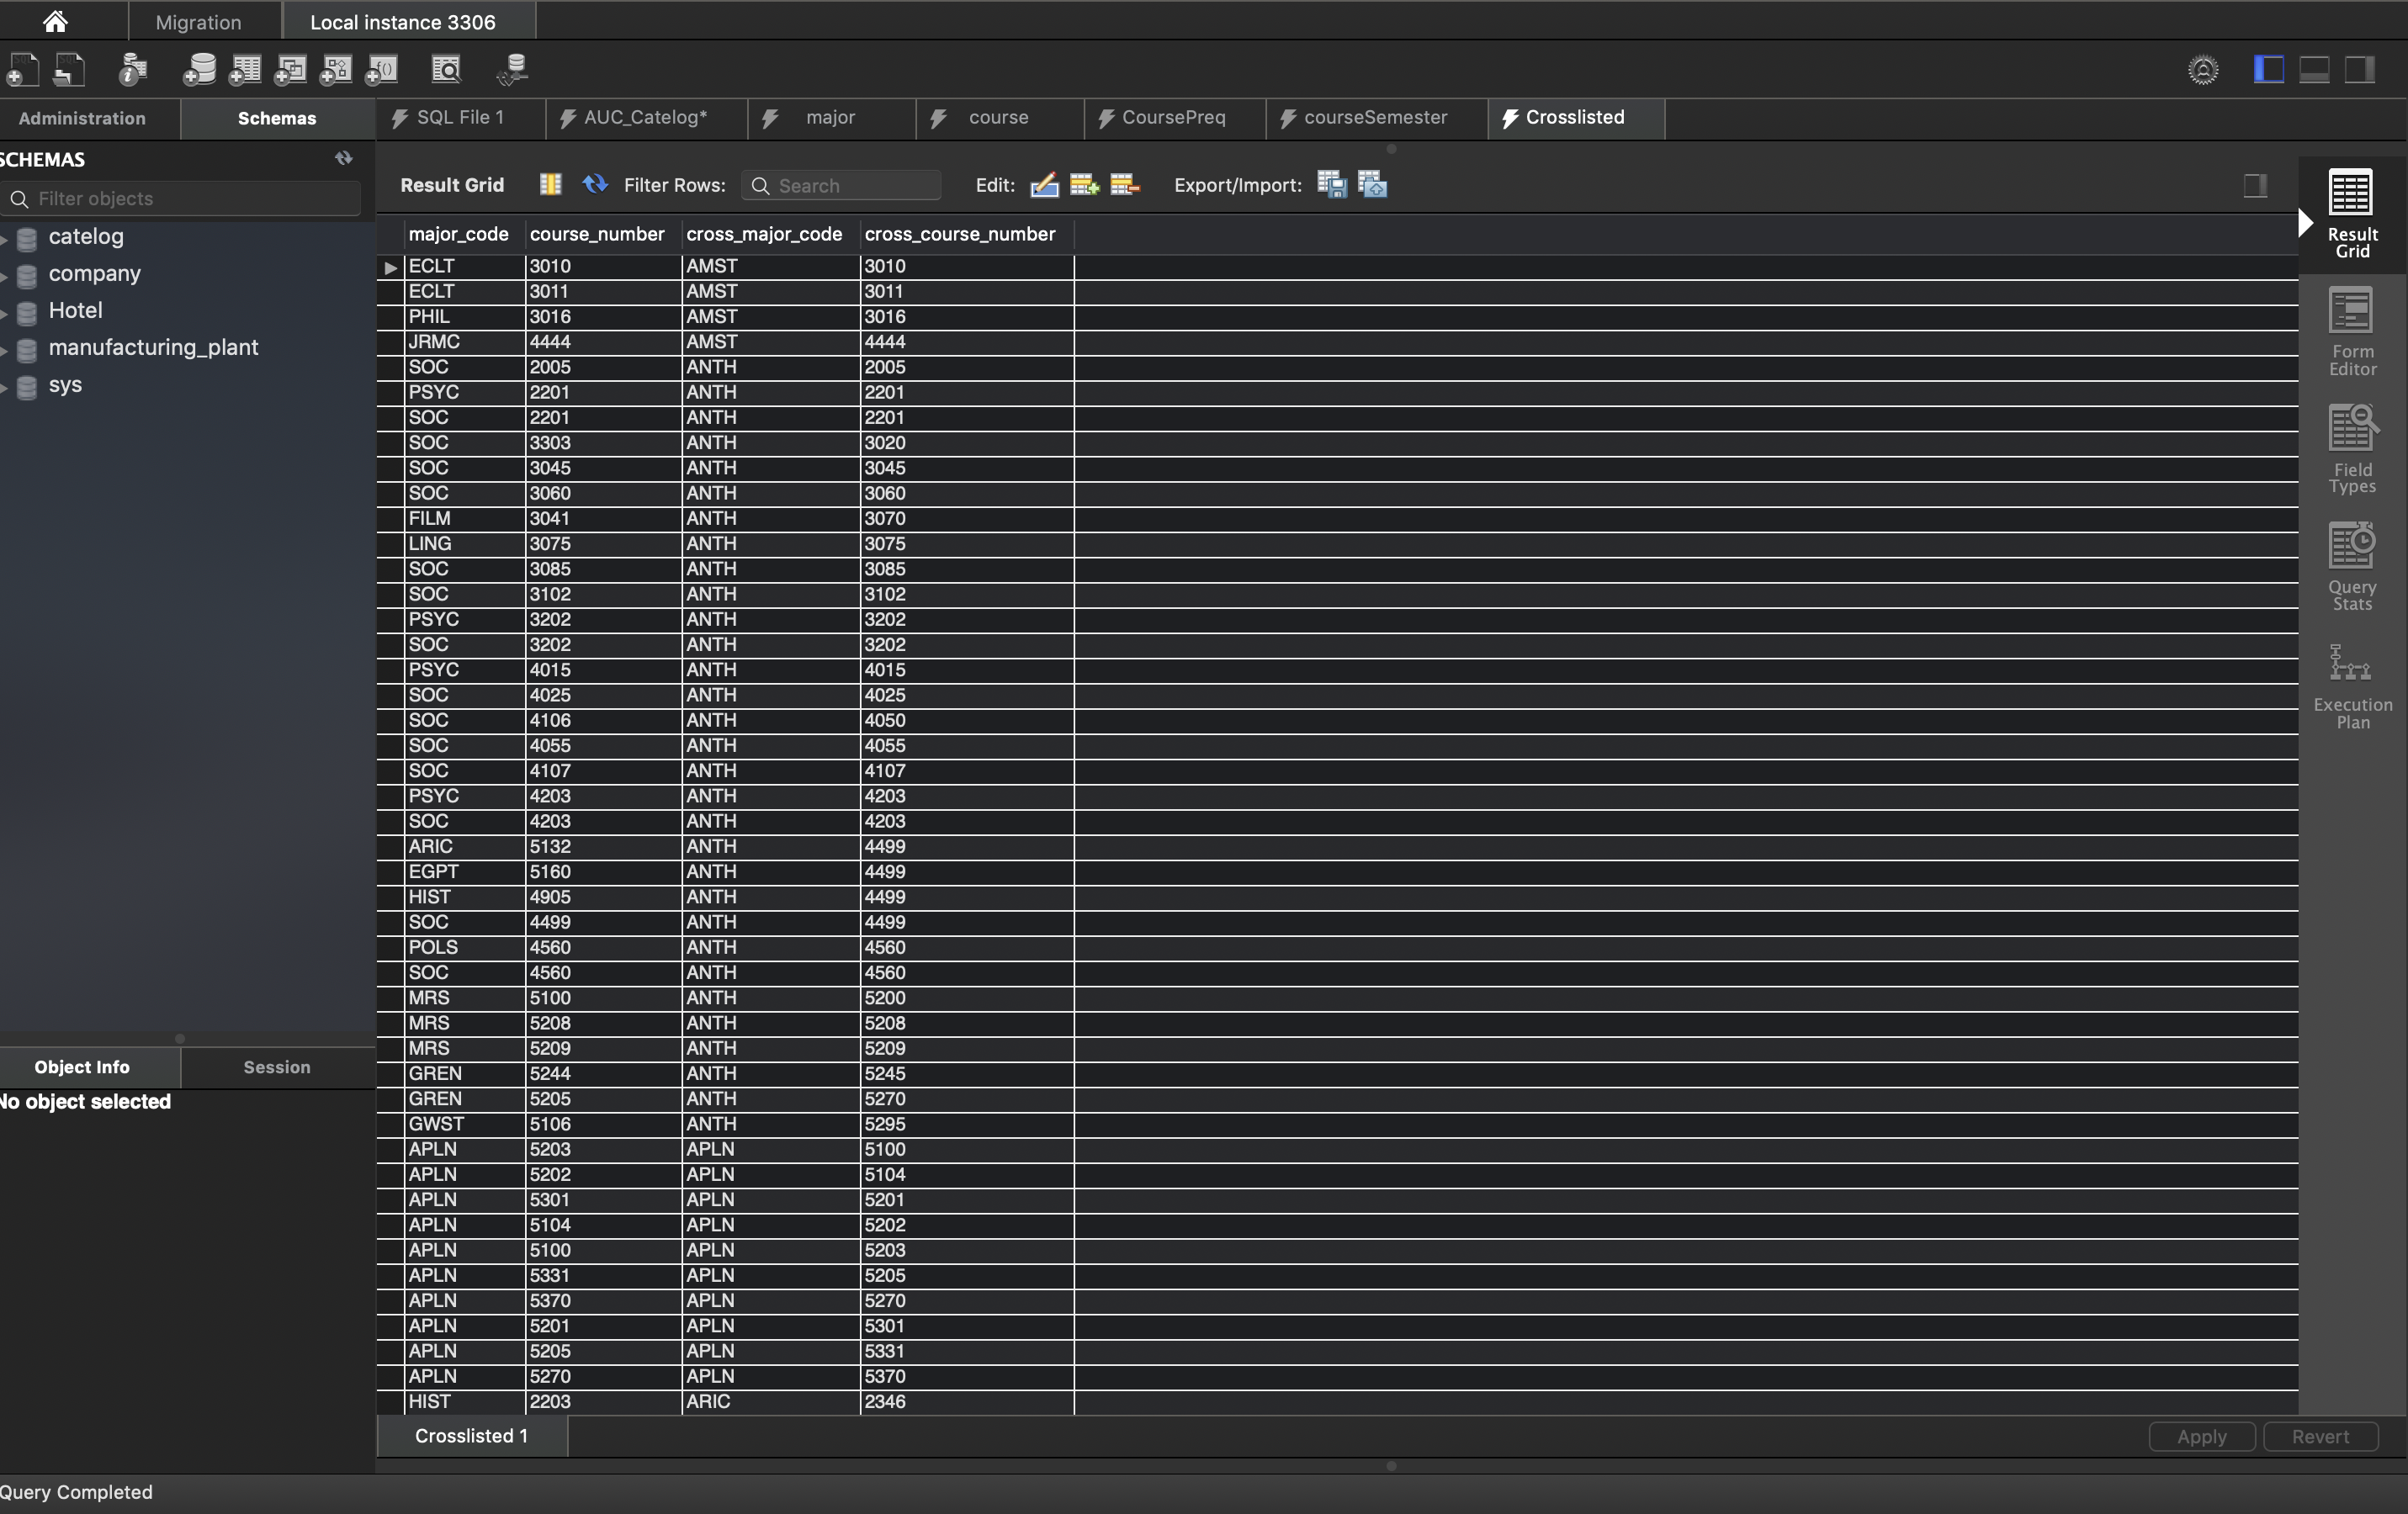 Migration
Local instance 3306
Administration
Schemas
SQL File 1
AUC_Catelog*
major
course
CoursePreq
courseSemester
Crosslisted
SCHEMAS
Filter objects
catelog
company
Hotel
manufacturing_plant
sys
Object Info
Session
No object selected
Result Grid
Filter Rows:
Search
Edit:
Export/Import:
major_code course_number cross_major_code cross_course_number
ECLT 3010 AMST 3010
ECLT 3011 AMST 3011
PHIL 3016 AMST 3016
JRMC 4444 AMST 4444
SOC 2005 ANTH 2005
PSYC 2201 ANTH 2201
SOC 2201 ANTH 2201
SOC 3303 ANTH 3020
SOC 3045 ANTH 3045
SOC 3060 ANTH 3060
FILM 3041 ANTH 3070
LING 3075 ANTH 3075
SOC 3085 ANTH 3085
SOC 3102 ANTH 3102
PSYC 3202 ANTH 3202
SOC 3202 ANTH 3202
PSYC 4015 ANTH 4015
SOC 4025 ANTH 4025
SOC 4106 ANTH 4050
SOC 4055 ANTH 4055
SOC 4107 ANTH 4107
PSYC 4203 ANTH 4203
SOC 4203 ANTH 4203
ARIC 5132 ANTH 4499
EGPT 5160 ANTH 4499
HIST 4905 ANTH 4499
SOC 4499 ANTH 4499
POLS 4560 ANTH 4560
SOC 4560 ANTH 4560
MRS 5100 ANTH 5200
MRS 5208 ANTH 5208
MRS 5209 ANTH 5209
GREN 5244 ANTH 5245
GREN 5205 ANTH 5270
GWST 5106 ANTH 5295
APLN 5203 APLN 5100
APLN 5202 APLN 5104
APLN 5301 APLN 5201
APLN 5104 APLN 5202
APLN 5100 APLN 5203
APLN 5331 APLN 5205
APLN 5370 APLN 5270
APLN 5201 APLN 5301
APLN 5205 APLN 5331
APLN 5270 APLN 5370
HIST 2203 ARIC 2346
Result
Grid
Form
Editor
Field
Types
Query
Stats
Execution
Plan
Crosslisted 1
Apply
Revert
Query Completed